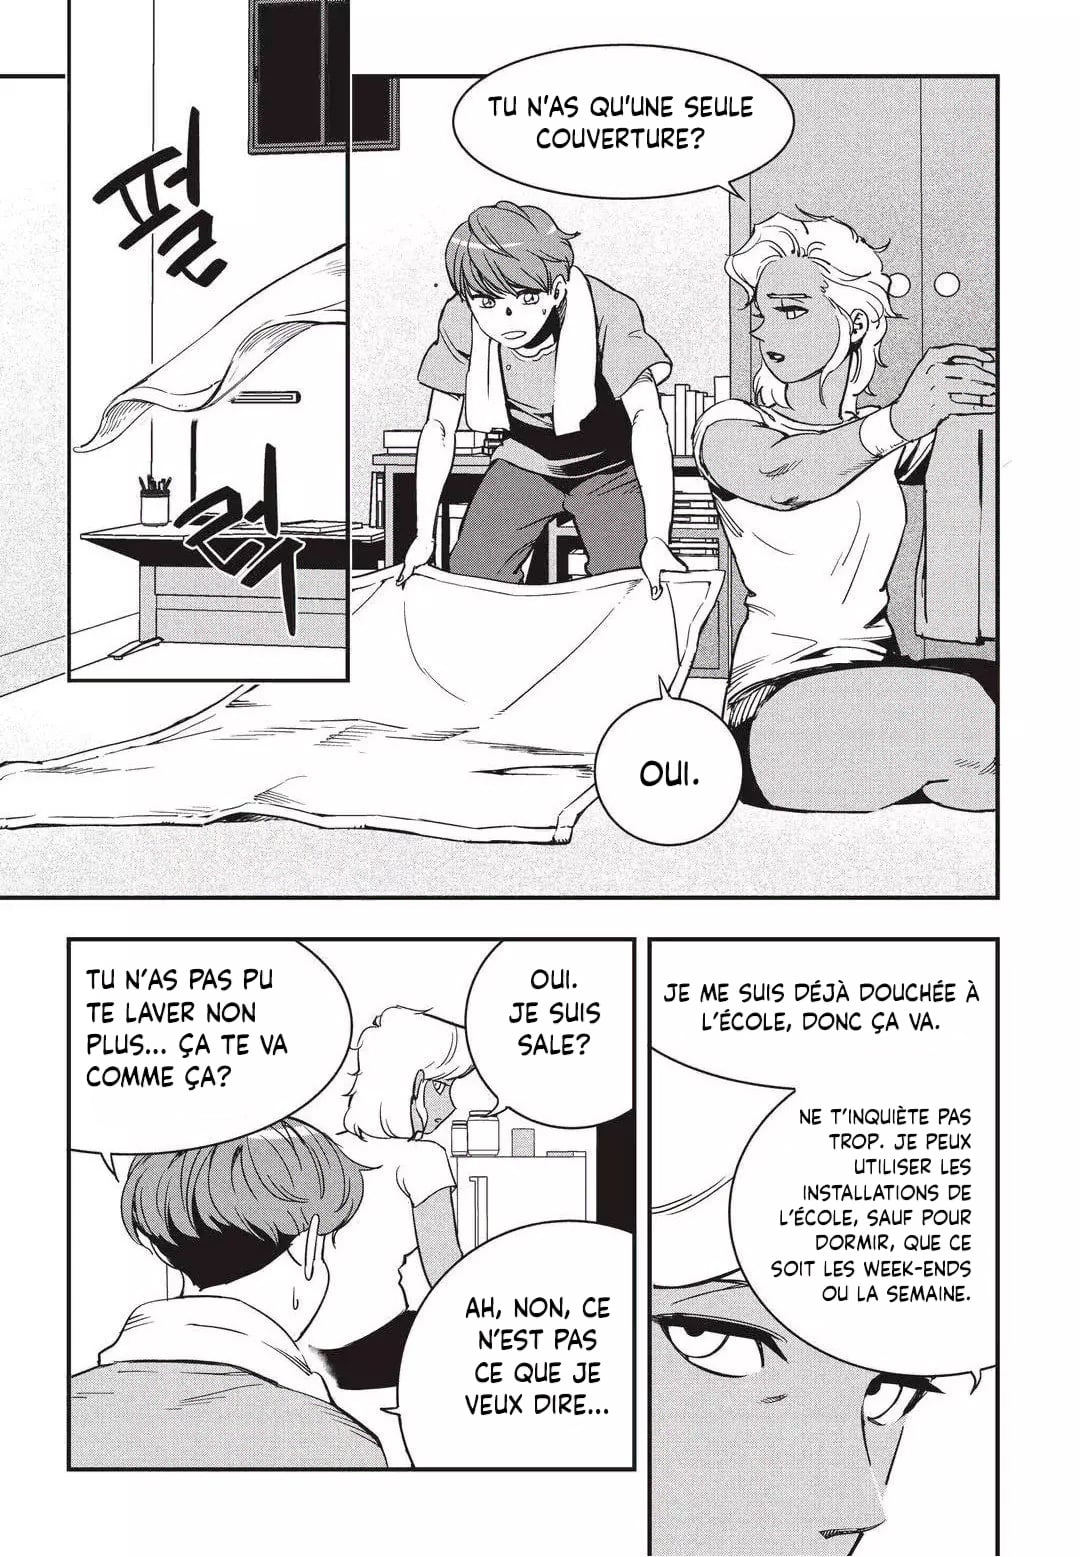 펄
럭
TU N'AS QU'UNE SEULE
COUVERTURE?
OUI.
TU N'AS PAS PU
TE LAVER NON
PLUS... ÇA TE VA
COMME ÇA?
OUI.
JE SUIS
SALE?
AH, NON, CE
N'EST PAS
CE QUE JE
VEUX DIRE...
JE ME SUIS DÉJÀ DOUCHÉE À
L'ÉCOLE, DONC ÇA VA.
NE T'INQUIÈTE PAS
TROP. JE PEUX
UTILISER LES
INSTALLATIONS DE
L'ÉCOLE, SAUF POUR
DORMIR, QUE CE
SOIT LES WEEK-ENDS
OU LA SEMAINE.